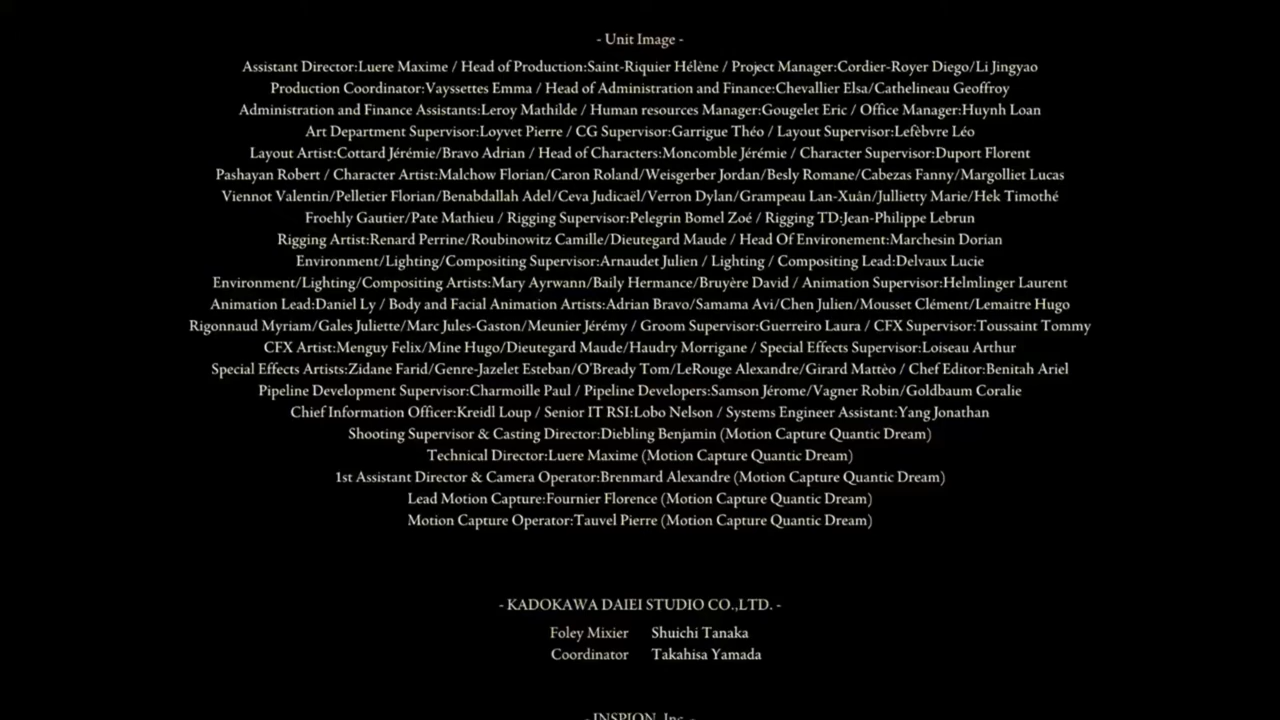 - Unit Image -
Assistant Director:Luere Maxime / Head of Production:Saint-Riquier Hélène / Project Manager:Cordier-Royer Diego/Li Jingyao
Production Coordinator:Vayssettes Emma / Head of Administration and Finance:Chevallier Elsa/Cathelineau Geoffroy
Administration and Finance Assistants:Leroy Mathilde / Human resources Manager:Gougelet Eric / Office Manager:Huynh Loan
Art Department Supervisor:Loyvet Pierre / CG Supervisor:Garrigue Théo / Layout Supervisor:Lefèbvre Léo
Layout Artist:Cottard Jérémie/Bravo Adrian / Head of Characters:Moncomble Jérémie / Character Supervisor:Duport Florent
Pashayan Robert / Character Artist:Malchow Florian/Caron Roland/Weisgerber Jordan/Besly Romane/Cabezas Fanny/Margolliet Lucas
Viennot Valentin/Pelletier Florian/Benabdallah Adel/Ceva Judicaël/Verron Dylan/Grampeau Lan-Xuân/Jullietty Marie/Hek Timothé
Froehly Gautier/Pate Mathieu / Rigging Supervisor:Pelegrin Bomel Zoé / Rigging TD:Jean-Philippe Lebrun
Rigging Artist:Renard Perrine/Roubinowitz Camille/Dieutegard Maude / Head Of Environement:Marchesin Dorian
Environment/Lighting/Compositing Supervisor:Arnaudet Julien / Lighting / Compositing Lead:Delvaux Lucie
Environment/Lighting/Compositing Artists:Mary Ayrwann/Baily Hermance/Bruyère David / Animation Supervisor:Helmlinger Laurent
Animation Lead:Daniel Ly / Body and Facial Animation Artists:Adrian Bravo/Samama Avi/Chen Julien/Mousset Clément/Lemaitre Hugo
Rigonnaud Myriam/Gales Juliette/Marc Jules-Gaston/Meunier Jérémy / Groom Supervisor:Guerreiro Laura / CFX Supervisor:Toussaint Tommy
CFX Artist:Menguy Felix/Mine Hugo/Dieutegard Maude/Haudry Morrigane / Special Effects Supervisor:Loiseau Arthur
Special Effects Artists:Zidane Farid/Genre-Jazelet Esteban/O'Bready Tom/LeRouge Alexandre/Girard Mattèo / Chef Editor:Benitah Ariel
Pipeline Development Supervisor:Charmoille Paul / Pipeline Developers:Samson Jérome/Vagner Robin/Goldbaum Coralie
Chief Information Officer:Kreidl Loup / Senior IT RSI:Lobo Nelson / Systems Engineer Assistant:Yang Jonathan
Shooting Supervisor & Casting Director:Diebling Benjamin (Motion Capture Quantic Dream)
Technical Director:Luere Maxime (Motion Capture Quantic Dream)
1st Assistant Director & Camera Operator:Brenmard Alexandre (Motion Capture Quantic Dream)
Lead Motion Capture:Fournier Florence (Motion Capture Quantic Dream)
Motion Capture Operator:Tauvel Pierre (Motion Capture Quantic Dream)
- KADOKAWA DAIEI STUDIO CO.,LTD. -
Foley Mixier Shuichi Tanaka
Coordinator Takahisa Yamada
- INSPION, Inc. -